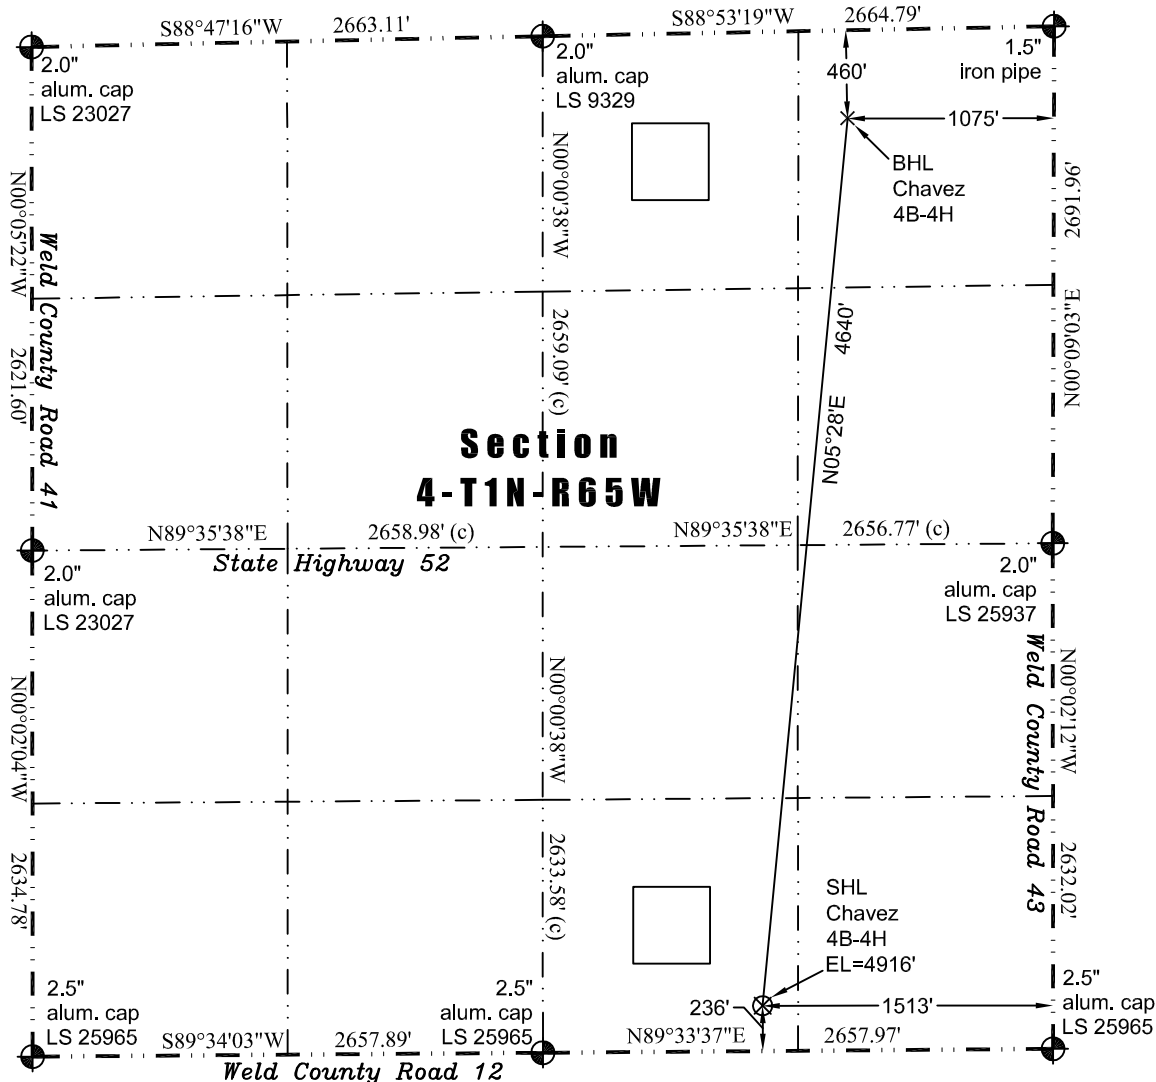 S88°47'16"W
2663.11'
S88°53'19"W
2664.79'
2.0"
alum. cap
LS 23027
2.0"
alum. cap
LS 9329
1.5"
iron pipe
460'
1075'
BHL
Chavez
4B-4H
N00°05'22"W
2621.60'
Weld County Road 41
N00°00'38"W
2659.09' (c)
2691.96'
N00°09'03"E
4640'
N05°28'E
Section
4-T1N-R65W
N89°35'38"E
2658.98' (c)
N89°35'38"E
2656.77' (c)
State Highway 52
2.0"
alum. cap
LS 23027
2.0"
alum. cap
LS 25937
N00°02'04"W
2634.78'
N00°00'38"W
2633.58' (c)
Weld County Road 43
N00°02'12"W
2632.02'
SHL
Chavez
4B-4H
EL=4916'
236'
1513'
2.5"
alum. cap
LS 25965
2.5"
alum. cap
LS 25965
2.5"
alum. cap
LS 25965
S89°34'03"W
2657.89'
N89°33'37"E
2657.97'
Weld County Road 12